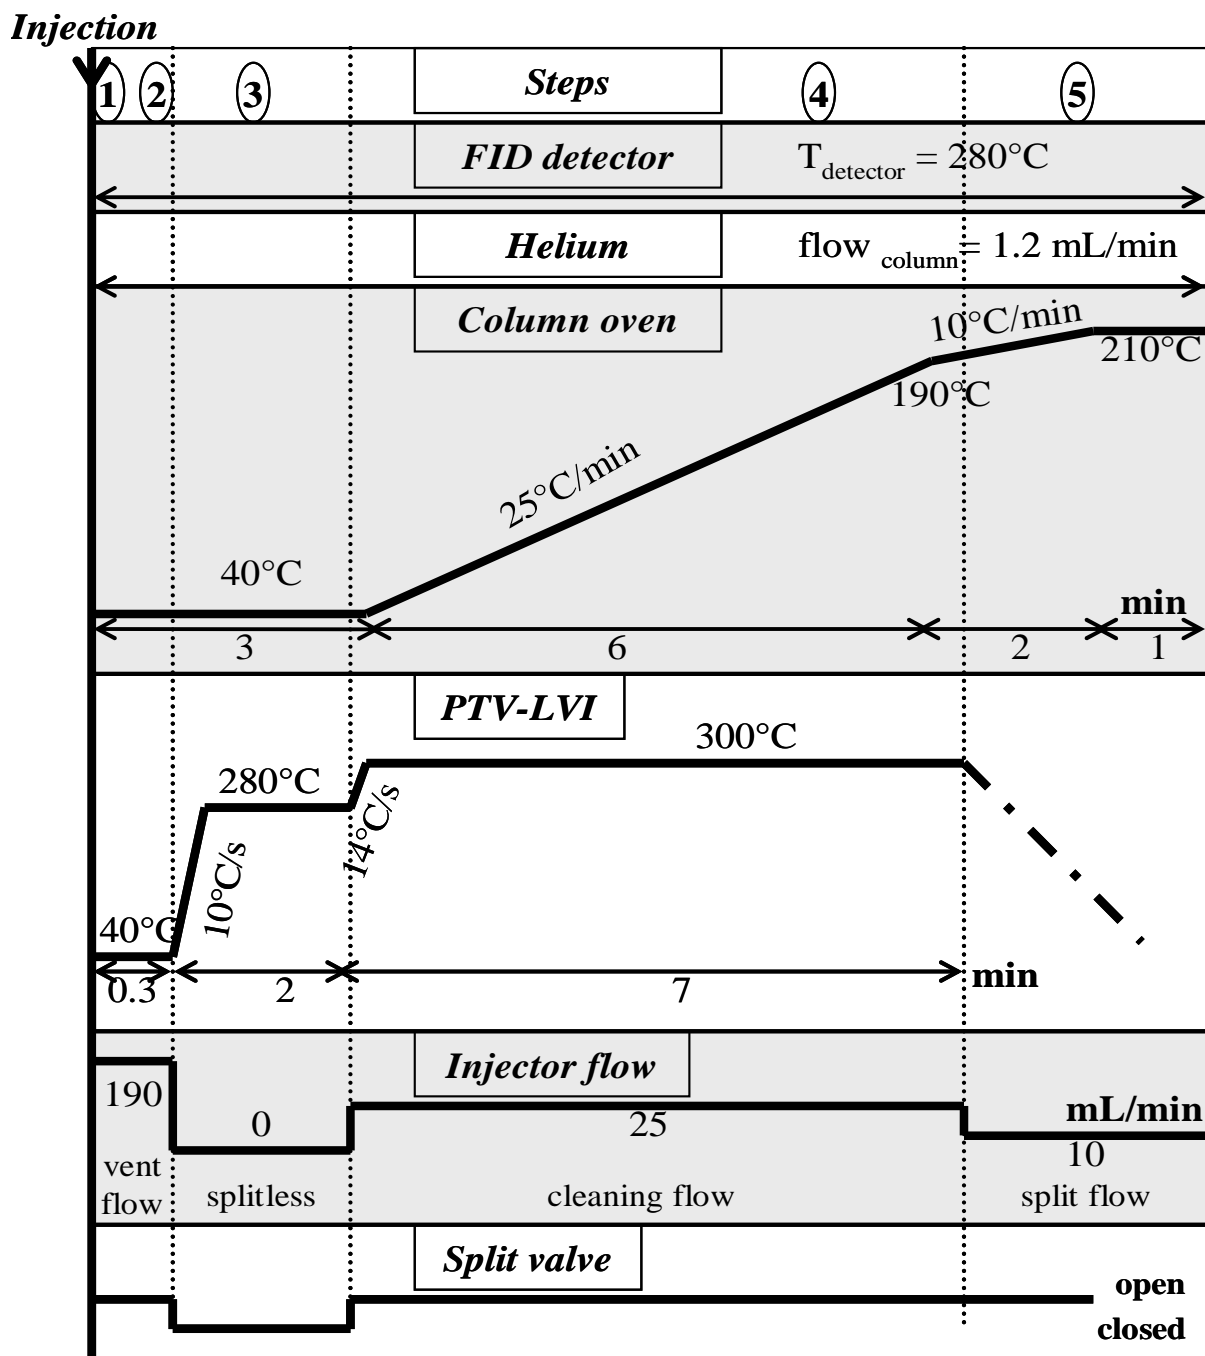 Injection
1 2 3 Steps 4 5
FID detector T detector = 280°C
Helium flow column = 1.2 mL/min
Column oven 10°C/min
210°C
190°C
25°C/min
40°C
min
3 6 2 1
PTV-LVI
300°C
280°C
14°C/s
10°C/s
40°C
0.3 2 7 min
Injector flow
190 0 25 mL/min
10
vent
flow splitless cleaning flow split flow
Split valve
open
closed